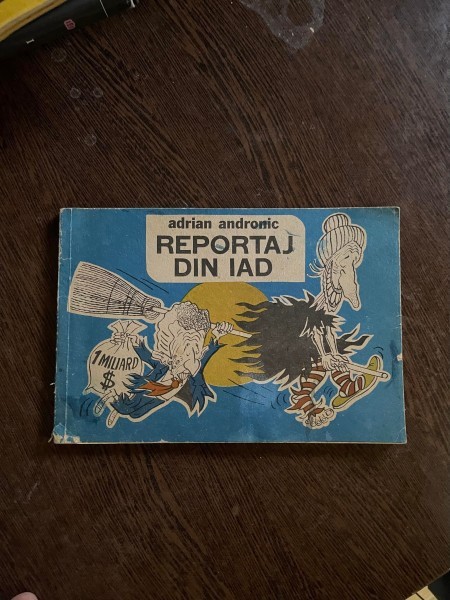 adrian andronic
REPORTAJ
DIN IAD
1 MILIARD
$